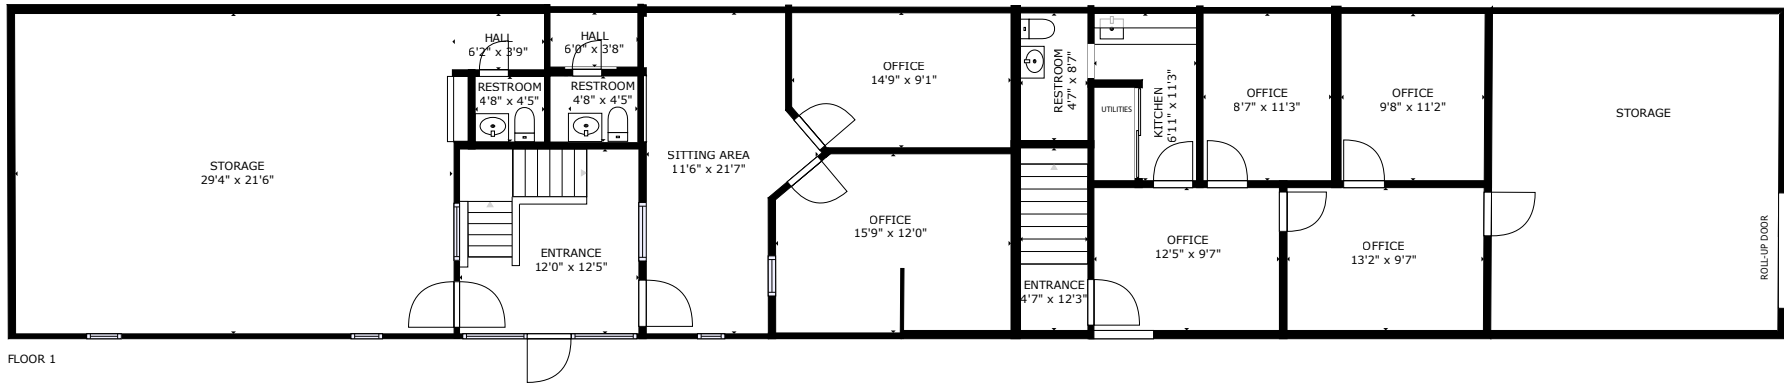 HALL
6'2" x 3'9"
HALL
6'0" x 3'8"
RESTROOM
4'8" x 4'5"
RESTROOM
4'8" x 4'5"
STORAGE
29'4" x 21'6"
ENTRANCE
12'0" x 12'5"
SITTING AREA
11'6" x 21'7"
OFFICE
14'9" x 9'1"
OFFICE
15'9" x 12'0"
RESTROOM
4'7" x 8'7"
UTILITIES
KITCHEN
6'11" x 11'3"
ENTRANCE
4'7" x 12'3"
OFFICE
8'7" x 11'3"
OFFICE
9'8" x 11'2"
OFFICE
12'5" x 9'7"
OFFICE
13'2" x 9'7"
STORAGE
ROLL-UP DOOR
FLOOR 1